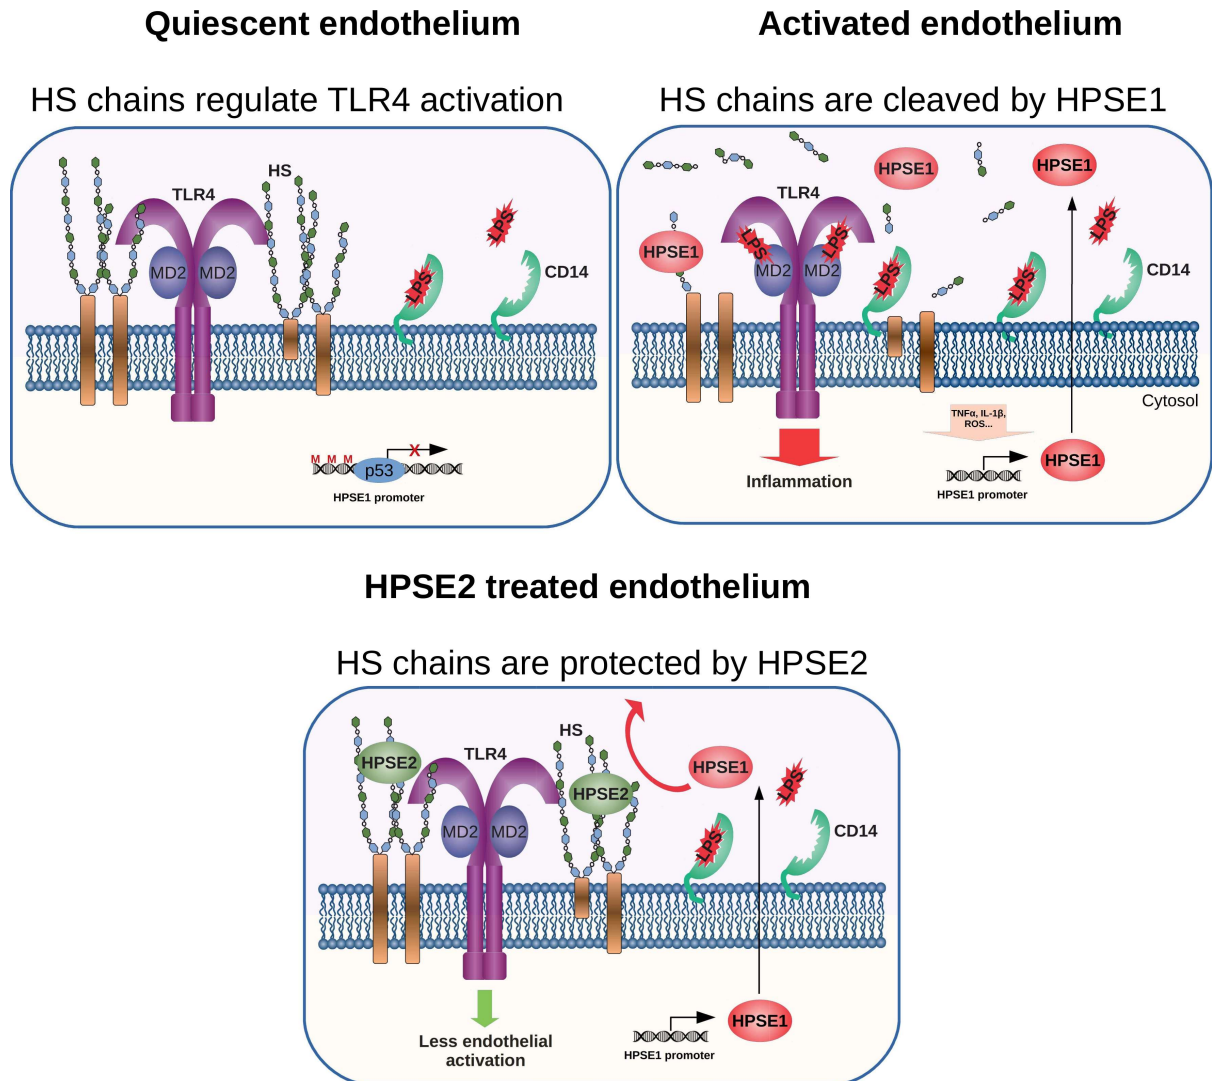 Quiescent endothelium
HS chains regulate TLR4 activation
HS
TLR4
LPS
MD2
MD2
LPS
CD14
M M M
X
p53
HPSE1 promoter
Activated endothelium
HS chains are cleaved by HPSE1
HPSE1
HPSE1
TLR4
LPS
HPSE1
LPS
LPS
MD2
MD2
LPS
LPS
CD14
Cytosol
TNFα, IL-1β,
ROS...
HPSE1
Inflammation
HPSE1 promoter
HPSE2 treated endothelium
HS chains are protected by HPSE2
HS
TLR4
HPSE2
HPSE1
LPS
HPSE2
MD2
MD2
LPS
CD14
HPSE1
Less endothelial
activation
HPSE1 promoter